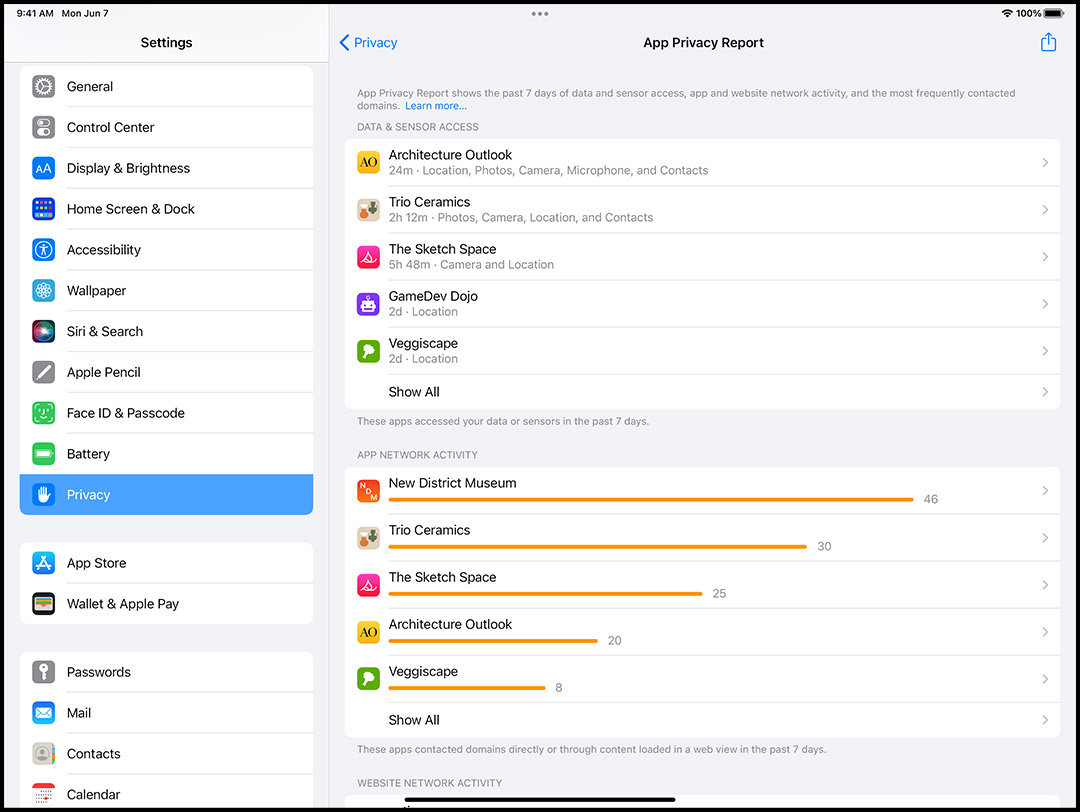 9:41 AM Mon Jun 7
100%
Settings
General
Control Center
AA
Display & Brightness
Home Screen & Dock
Accessibility
Wallpaper
Siri & Search
Apple Pencil
Face ID & Passcode
Battery
Privacy
App Store
Wallet & Apple Pay
Passwords
Mail
Contacts
Calendar
Privacy
App Privacy Report
App Privacy Report shows the past 7 days of data and sensor access, app and website network activity, and the most frequently contacted
domains. Learn more...
DATA & SENSOR ACCESS
AO
Architecture Outlook
24m · Location, Photos, Camera, Microphone, and Contacts
Trio Ceramics
2h 12m · Photos, Camera, Location, and Contacts
The Sketch Space
5h 48m · Camera and Location
GameDev Dojo
2d · Location
Veggiscape
2d · Location
Show All
These apps accessed your data or sensors in the past 7 days.
APP NETWORK ACTIVITY
NDM
New District Museum
46
Trio Ceramics
30
The Sketch Space
25
AO
Architecture Outlook
20
Veggiscape
8
Show All
These apps contacted domains directly or through content loaded in a web view in the past 7 days.
WEBSITE NETWORK ACTIVITY